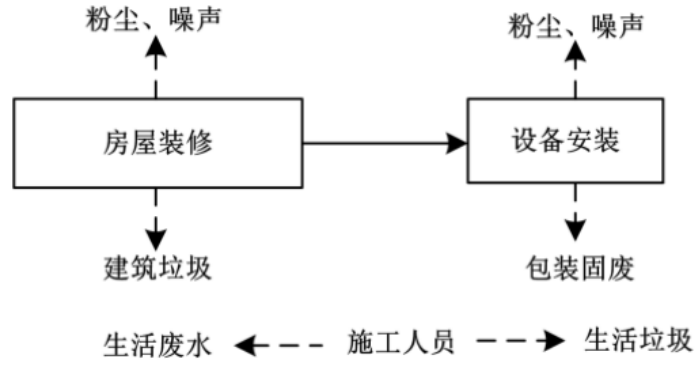 粉尘、噪声
粉尘、噪声
房屋装修
设备安装
建筑垃圾
包装固废
生活废水
施工人员
生活垃圾